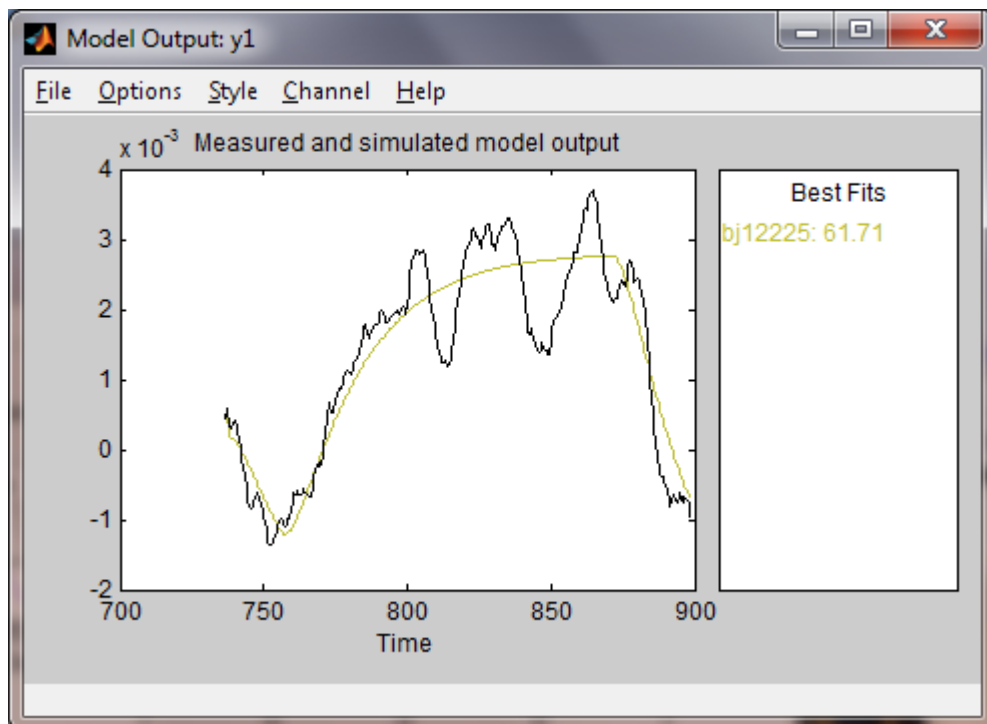 Model Output: y1
File Options Style Channel Help
x 10-3 Measured and simulated model output
4
3
2
1
0
-1
-2
700 750 800 850 900
Time
Best Fits
bj12225: 61.71